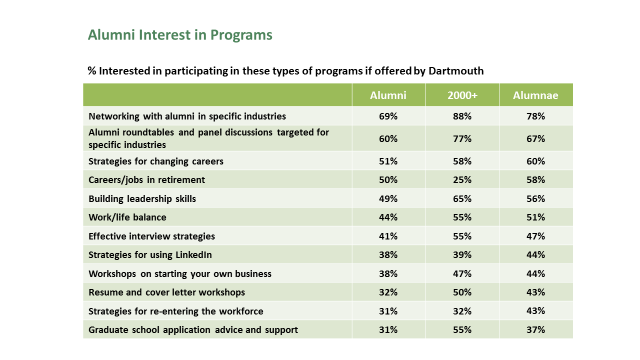 Alumni Interest in Programs
% Interested in participating in these types of programs if offered by Dartmouth
Alumni 2000+ Alumnae
Networking with alumni in specific industries 69% 88% 78%
Alumni roundtables and panel discussions targeted for
specific industries 60% 77% 67%
Strategies for changing careers 51% 58% 60%
Careers/jobs in retirement 50% 25% 58%
Building leadership skills 49% 65% 56%
Work/life balance 44% 55% 51%
Effective interview strategies 41% 55% 47%
Strategies for using LinkedIn 38% 39% 44%
Workshops on starting your own business 38% 47% 44%
Resume and cover letter workshops 32% 50% 43%
Strategies for re-entering the workforce 31% 32% 43%
Graduate school application advice and support 31% 55% 37%